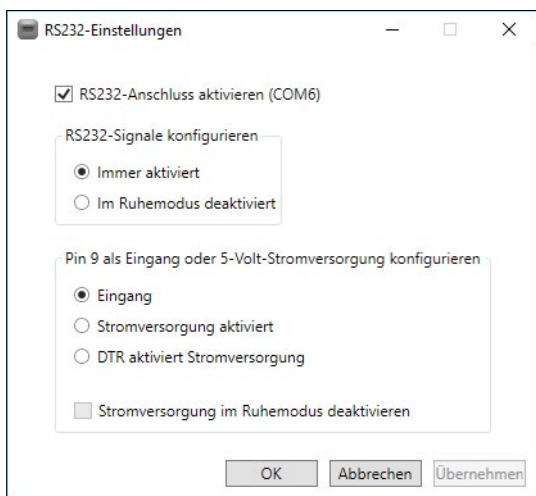 RS232-Einstellungen
RS232-Anschluss aktivieren (COM6)
RS232-Signale konfigurieren
Immer aktiviert
Im Ruhemodus deaktiviert
Pin 9 als Eingang oder 5-Volt-Stromversorgung konfigurieren
Eingang
Stromversorgung aktiviert
DTR aktiviert Stromversorgung
Stromversorgung im Ruhemodus deaktivieren
OK Abbrechen Übernehmen